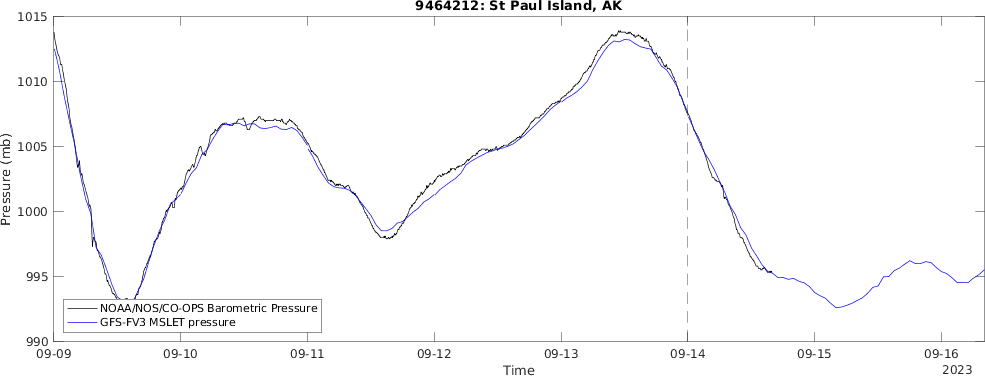 9464212: St Paul Island, AK
Pressure (mb)
1015
1010
1005
1000
995
990
NOAA/NOS/CO-OPS Barometric Pressure
GFS-FV3 MSLET pressure
09-09 09-10 09-11 09-12 09-13 09-14 09-15 09-16
Time
2023